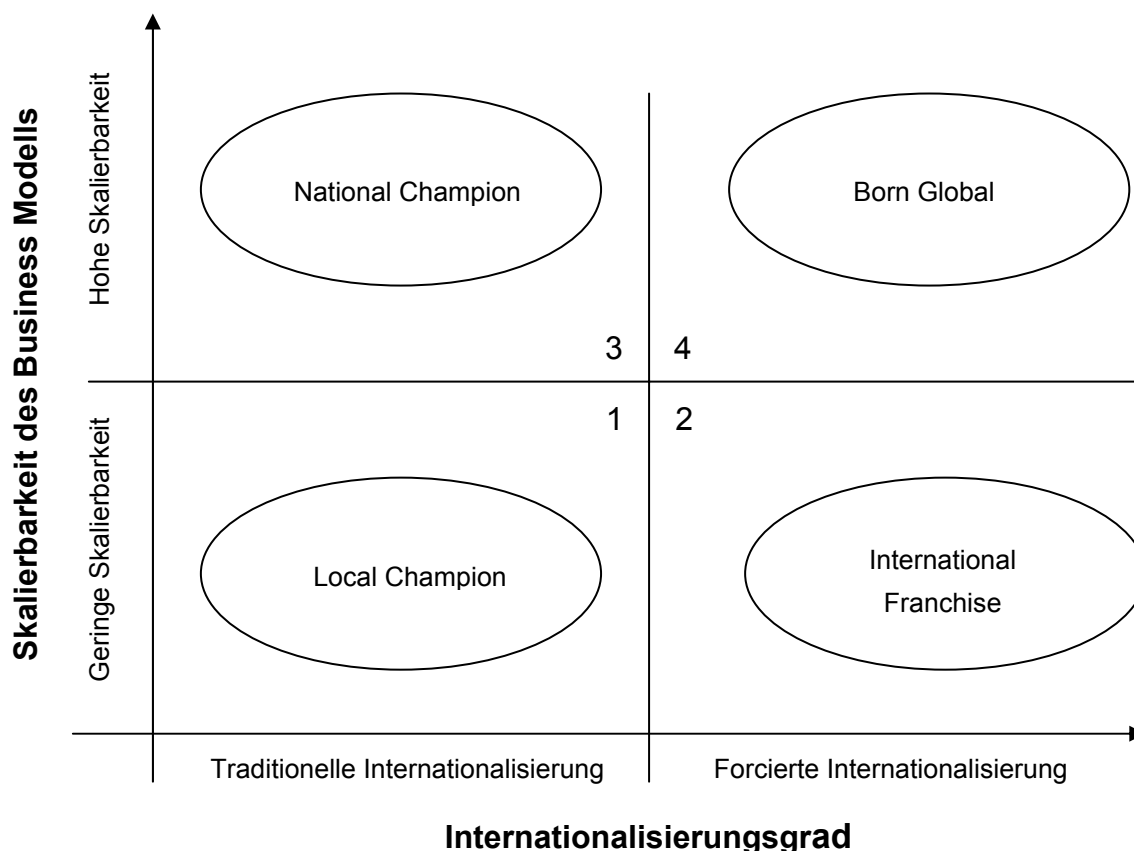 Skalierbarkeit des Business Modells
Hohe Skalierbarkeit
Geringe Skalierbarkeit
National Champion
Born Global
3
4
1
2
Local Champion
International
Franchise
Traditionelle Internationalisierung
Forcierte Internationalisierung
Internationalisierungsgrad